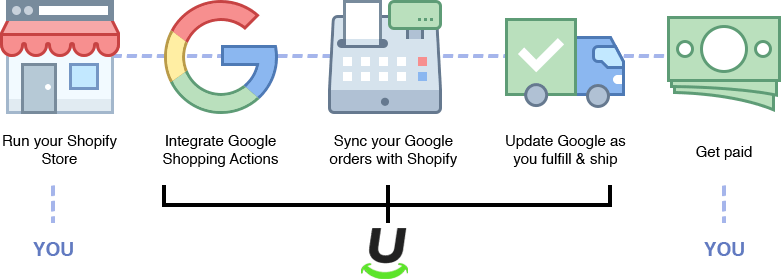 Run your Shopify
Store
Integrate Google
Shopping Actions
Sync your Google
orders with Shopify
Update Google as
you fulfill & ship
Get paid
YOU
U
YOU